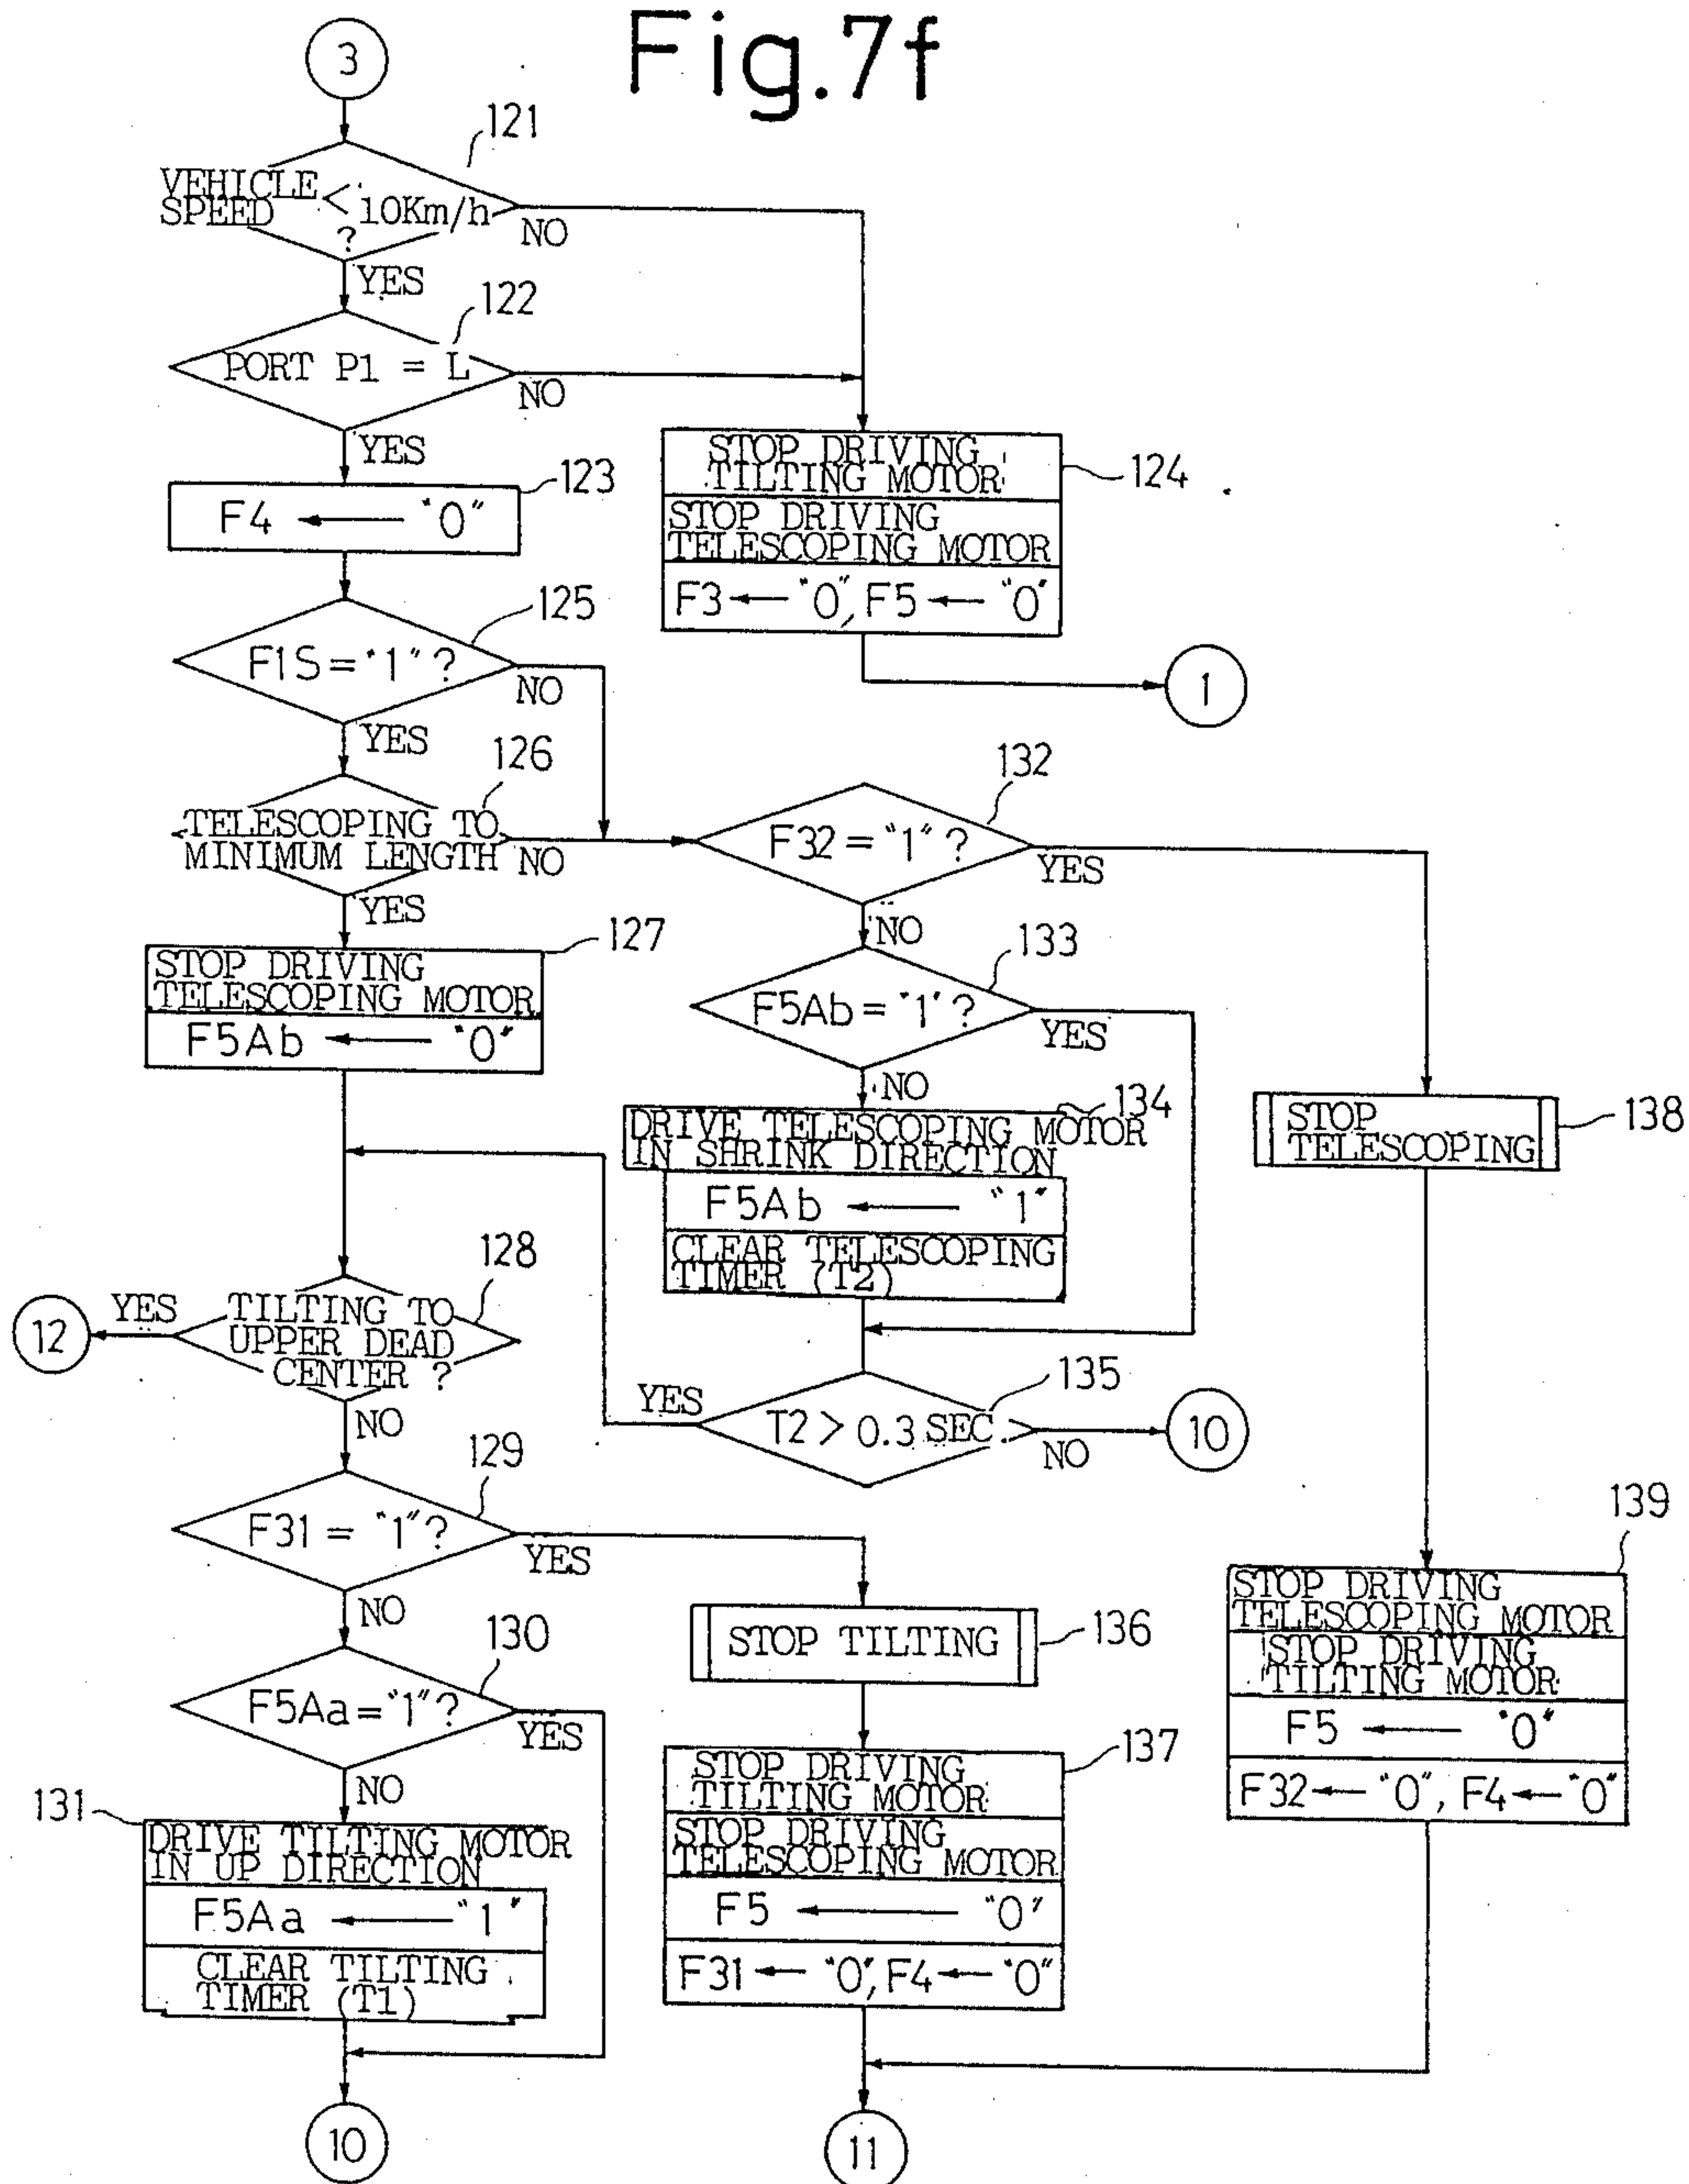 Fig.7f
3
121
VEHICLE
SPEED < 10Km/h
?
NO
YES
122
PORT P1 = L
NO
YES
123
F4 ← "0"
STOP DRIVING
TILTING MOTOR
124
STOP DRIVING
TELESCOPING MOTOR
F3 ← "0", F5 ← "0"
1
125
F1S = "1" ?
NO
YES
126
TELESCOPING TO
MINIMUM LENGTH
NO
YES
132
F32 = "1" ?
YES
NO
127
STOP DRIVING
TELESCOPING MOTOR
F5Ab ← "0"
133
F5Ab = "1" ?
YES
NO
134
DRIVE TELESCOPING MOTOR
IN SHRINK DIRECTION
F5Ab ← "1"
CLEAR TELESCOPING
TIMER (T2)
STOP
TELESCOPING
138
128
TILTING TO
UPPER DEAD
CENTER ?
YES
12
NO
135
T2 > 0.3 SEC.
YES
NO
10
129
F31 = "1" ?
YES
NO
130
F5Aa = "1" ?
YES
NO
STOP TILTING
136
139
STOP DRIVING
TELESCOPING MOTOR
STOP DRIVING
TILTING MOTOR
F5 ← "0"
F32 ← "0", F4 ← "0"
131
DRIVE TILTING MOTOR
IN UP DIRECTION
F5Aa ← "1"
CLEAR TILTING
TIMER (T1)
137
STOP DRIVING
TILTING MOTOR
STOP DRIVING
TELESCOPING MOTOR
F5 ← "0"
F31 ← "0", F4 ← "0"
10
11